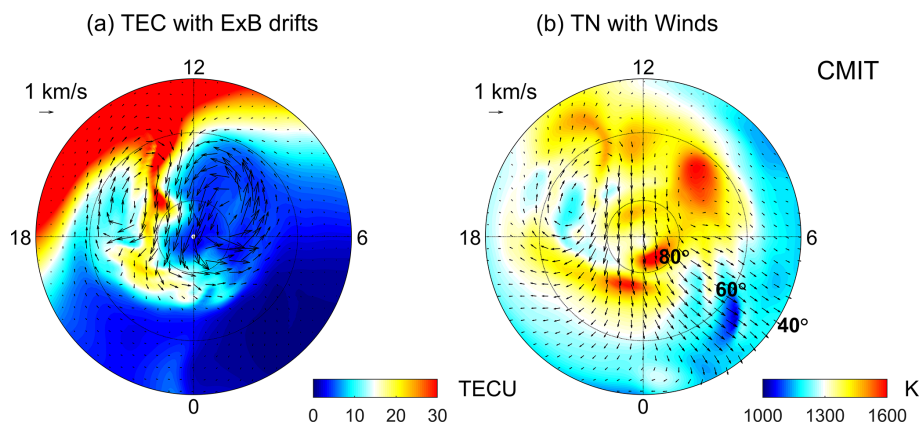 (a) TEC with ExB drifts
(b) TN with Winds
CMIT
12
12
1 km/s
1 km/s
18
6
18
6
80°
60°
40°
0
0
TECU
K
0 10 20 30
1000 1300 1600